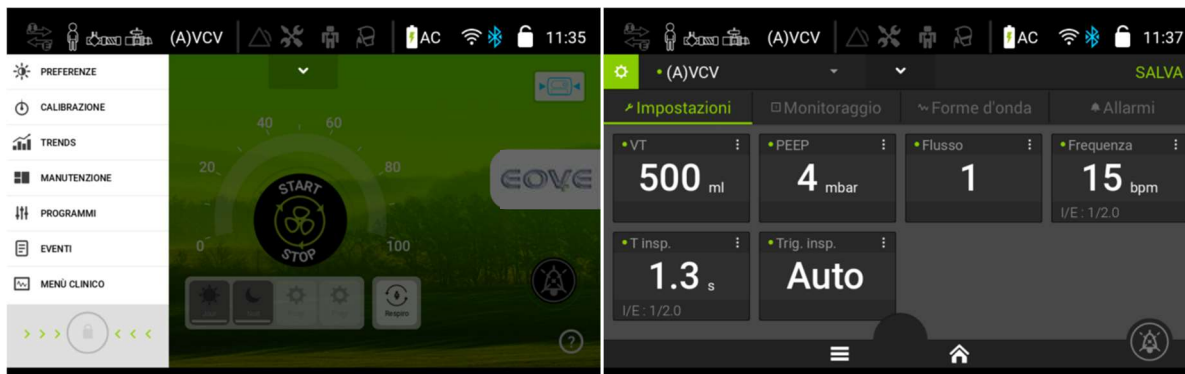 (A)VCV
AC
11:35
PREFERENZE
CALIBRAZIONE
TRENDS
MANUTENZIONE
PROGRAMMI
EVENTI
MENÙ CLINICO
> > > < < <
0
20
40
60
80
100
START
STOP
EOVE
Respiro
?
(A)VCV
AC
11:37
• (A)VCV
SALVA
Impostazioni
Monitoraggio
Forme d'onda
Allarmi
• VT
500 ml
• PEEP
4 mbar
• Flusso
1
• Frequenza
15 bpm
I/E : 1/2.0
• T insp.
1.3 s
I/E : 1/2.0
• Trig. insp.
Auto